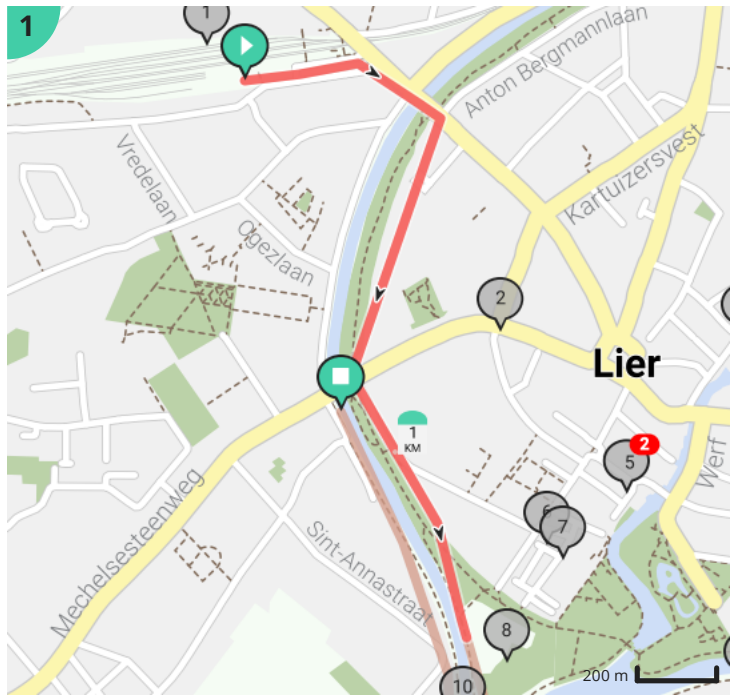 1
1
Anton Bergmannlaan
Kartuizersvest
Vredelaan
Ogezlaan
2
Lier
1
KM
2
5
Werf
6
7
Mechelsesteenweg
Sint-Annastraat
8
10
200 m